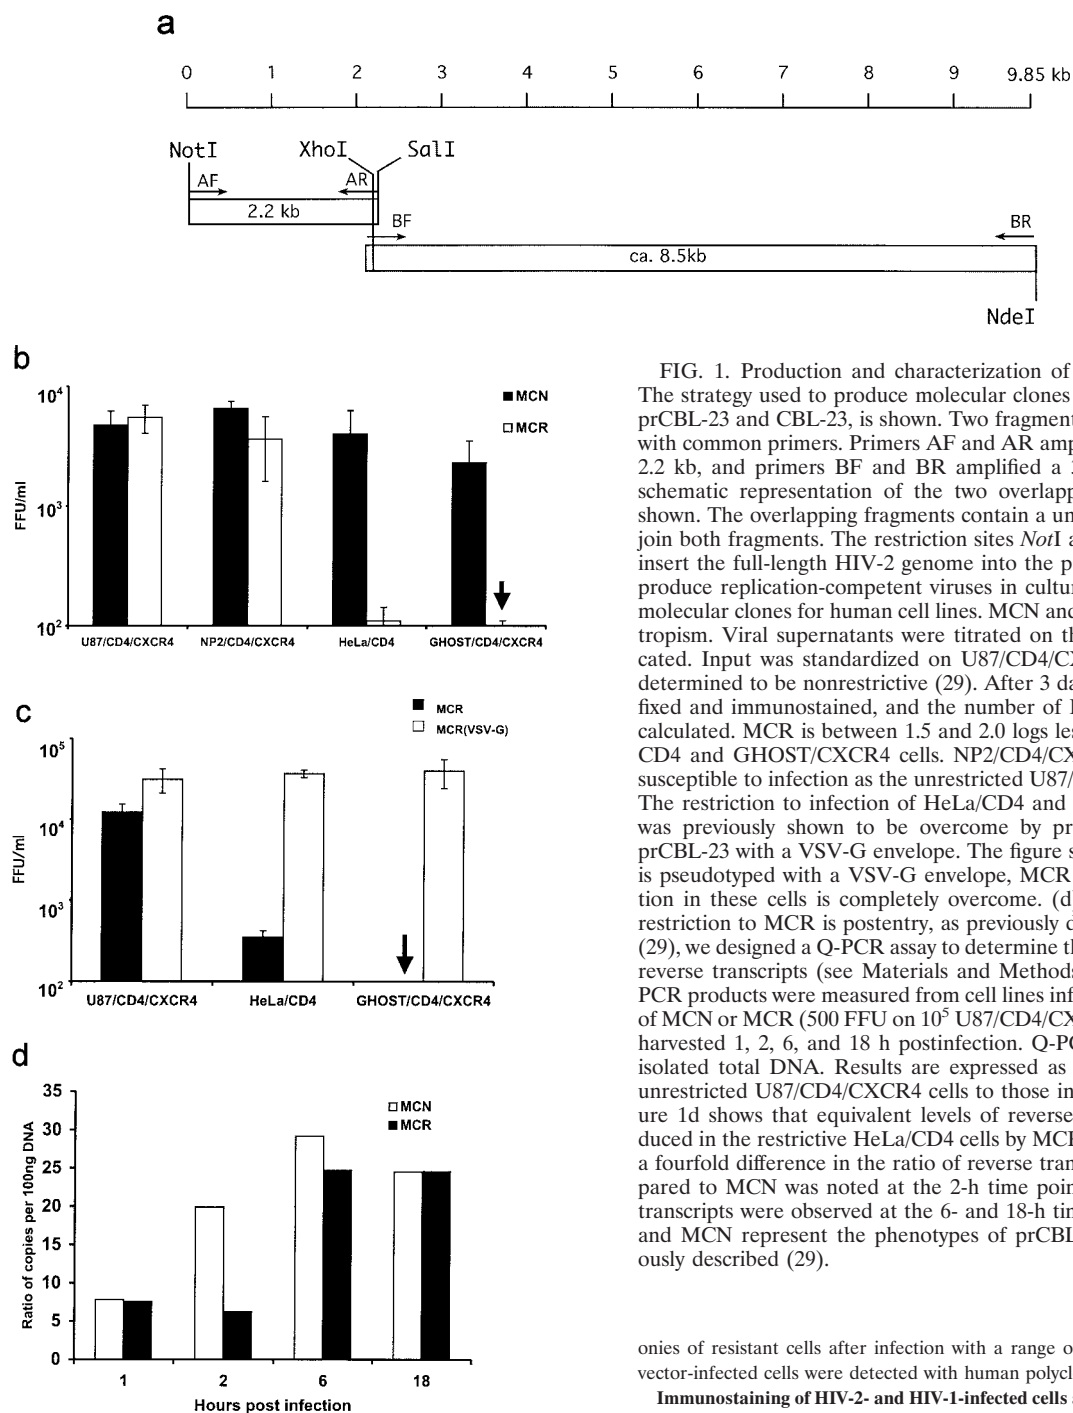 a
0 1 2 3 4 5 6 7 8 9 9.85 kb
NotI XhoI SalI
AF AR
2.2 kb
BF BR
ca. 8.5kb
NdeI
b
10^4
10^3
10^2
FFU/ml
MCN
MCR
U87/CD4/CXCR4 NP2/CD4/CXCR4 HeLa/CD4 GHOST/CD4/CXCR4
c
MCR
MCR(VSV-G)
10^5
10^4
10^3
10^2
FFU/ml
U87/CD4/CXCR4 HeLa/CD4 GHOST/CD4/CXCR4
d
35
30
25
20
15
10
5
0
Ratio of copies per 100ng DNA
MCN
MCR
1 2 6 18
Hours post infection
FIG. 1. Production and characterization of
The strategy used to produce molecular clones
prCBL-23 and CBL-23, is shown. Two fragment
with common primers. Primers AF and AR amp
2.2 kb, and primers BF and BR amplified a
schematic representation of the two overlapp
shown. The overlapping fragments contain a un
join both fragments. The restriction sites NotI a
insert the full-length HIV-2 genome into the p
produce replication-competent viruses in cultur
molecular clones for human cell lines. MCN and
tropism. Viral supernatants were titrated on th
cated. Input was standardized on U87/CD4/CX
determined to be nonrestrictive (29). After 3 da
fixed and immunostained, and the number of
calculated. MCR is between 1.5 and 2.0 logs les
CD4 and GHOST/CXCR4 cells. NP2/CD4/CX
susceptible to infection as the unrestricted U87/
The restriction to infection of HeLa/CD4 and
was previously shown to be overcome by pr
prCBL-23 with a VSV-G envelope. The figure s
is pseudotyped with a VSV-G envelope, MCR
tion in these cells is completely overcome. (d)
restriction to MCR is postentry, as previously d
(29), we designed a Q-PCR assay to determine th
reverse transcripts (see Materials and Methods
PCR products were measured from cell lines inf
of MCN or MCR (500 FFU on 10^5 U87/CD4/CX
harvested 1, 2, 6, and 18 h postinfection. Q-PC
isolated total DNA. Results are expressed as
unrestricted U87/CD4/CXCR4 cells to those in
ure 1d shows that equivalent levels of reverse
duced in the restrictive HeLa/CD4 cells by MCR
a fourfold difference in the ratio of reverse tran
pared to MCN was noted at the 2-h time poin
transcripts were observed at the 6- and 18-h tin
and MCN represent the phenotypes of prCBL
ously described (29).
onies of resistant cells after infection with a range o
vector-infected cells were detected with human polycl
Immunostaining of HIV-2- and HIV-1-infected cells